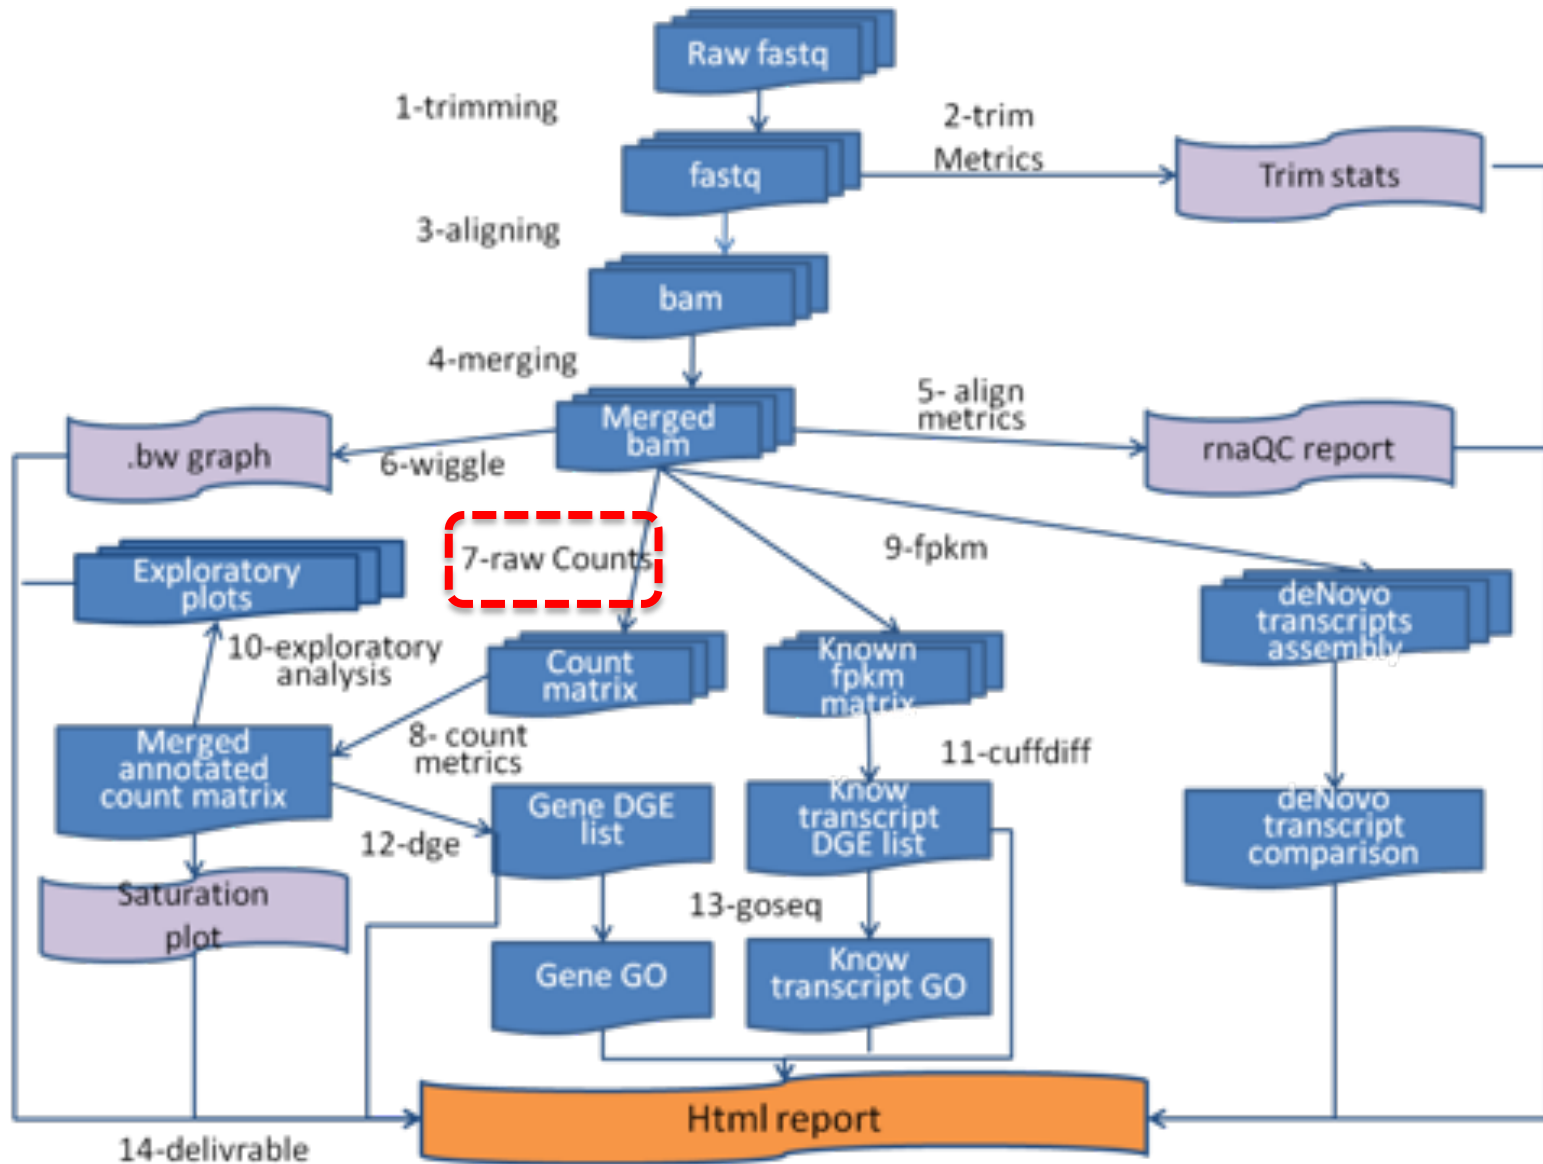 Raw fastq
1-trimming
2-trim
Metrics
fastq
Trim stats
3-aligning
bam
4-merging
5- align
metrics
Merged
bam
.bw graph
6-wiggle
rnaQC report
7-raw Counts
9-fpkm
Exploratory
plots
deNovo
transcripts
assembly
10-exploratory
analysis
Count
matrix
Known
fpkm
matrix
Merged
annotated
count matrix
8- count
metrics
11-cuffdiff
Gene DGE
list
Know
transcript
DGE list
deNovo
transcript
comparison
12-dge
Saturation
plot
13-goseq
Gene GO
Know
transcript GO
Html report
14-delivrable